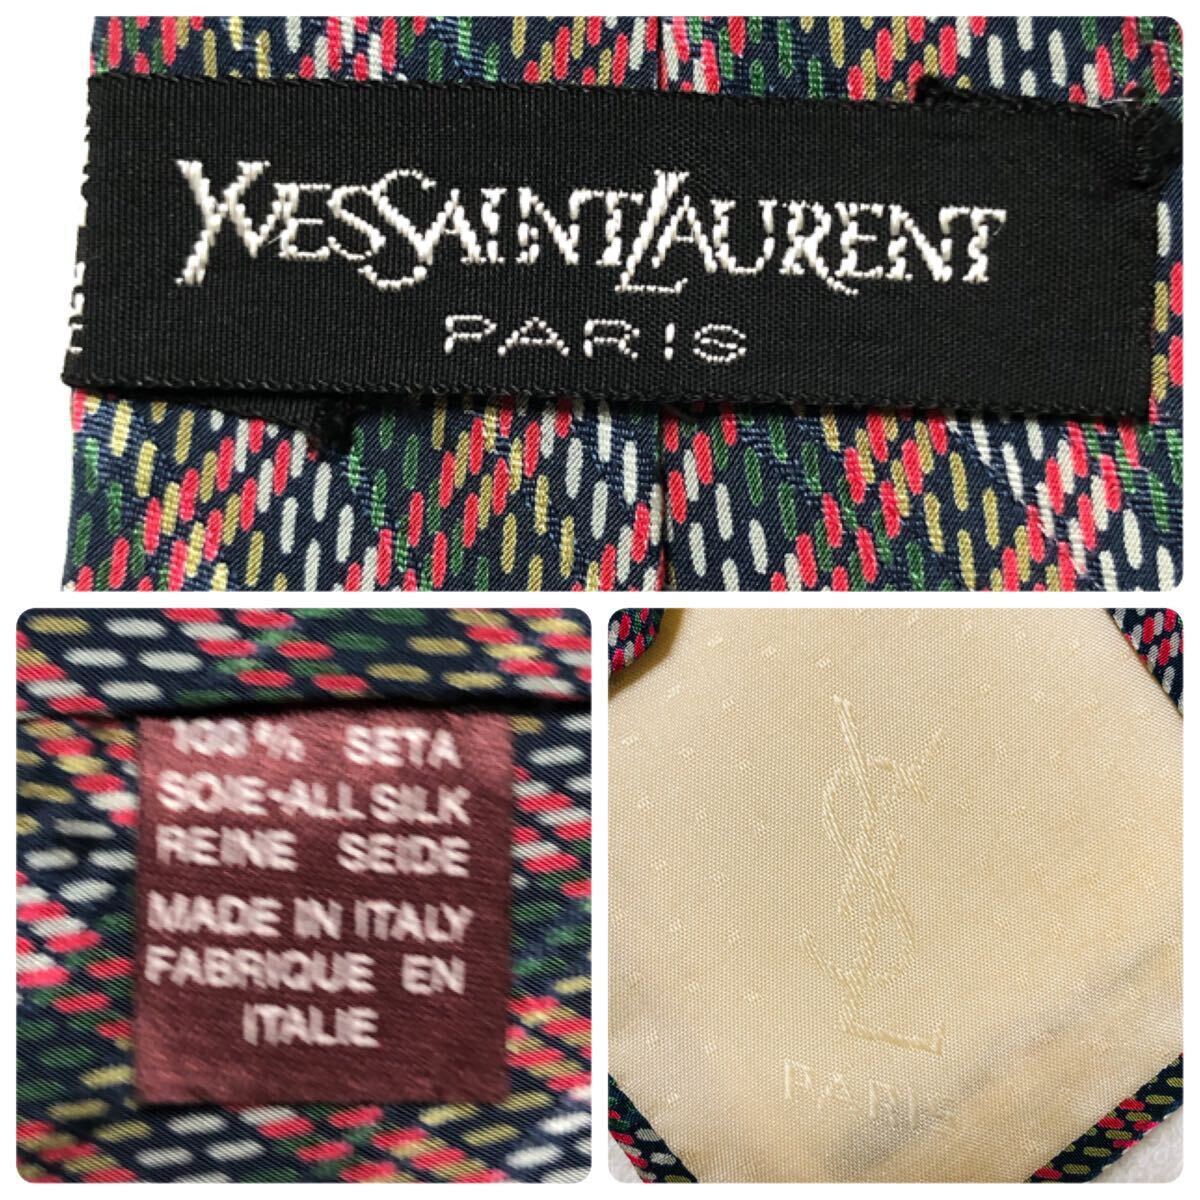 YVESSAINTLAURENT
PARIS
100% SETA
SOIE-ALL SILK
REINE SEIDE
MADE IN ITALY
FABRIQUE EN
ITALIE
YSL
PARIS